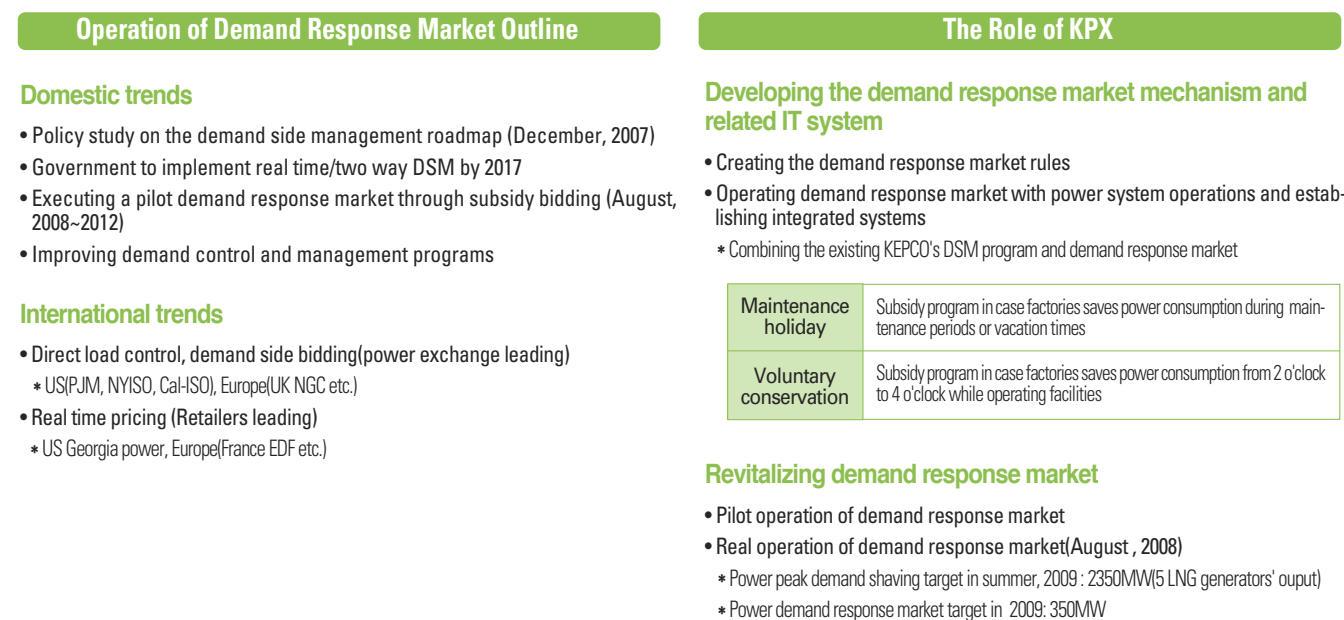 Operation of Demand Response Market Outline
Domestic trends
• Policy study on the demand side management roadmap (December, 2007)
• Government to implement real time/two way DSM by 2017
• Executing a pilot demand response market through subsidy bidding (August,
2008~2012)
• Improving demand control and management programs
International trends
• Direct load control, demand side bidding(power exchange leading)
* US(PJM, NYISO, Cal-ISO), Europe(UK NGC etc.)
• Real time pricing (Retailers leading)
* US Georgia power, Europe(France EDF etc.)
The Role of KPX
Developing the demand response market mechanism and
related IT system
• Creating the demand response market rules
• Operating demand response market with power system operations and estab-
lishing integrated systems
* Combining the existing KEPCO's DSM program and demand response market
Maintenance
holiday
Subsidy program in case factories saves power consumption during main-
tenance periods or vacation times
Voluntary
conservation
Subsidy program in case factories saves power consumption from 2 o'clock
to 4 o'clock while operating facilities
Revitalizing demand response market
• Pilot operation of demand response market
• Real operation of demand response market(August , 2008)
* Power peak demand shaving target in summer, 2009 : 2350MW(5 LNG generators' ouput)
* Power demand response market target in 2009: 350MW